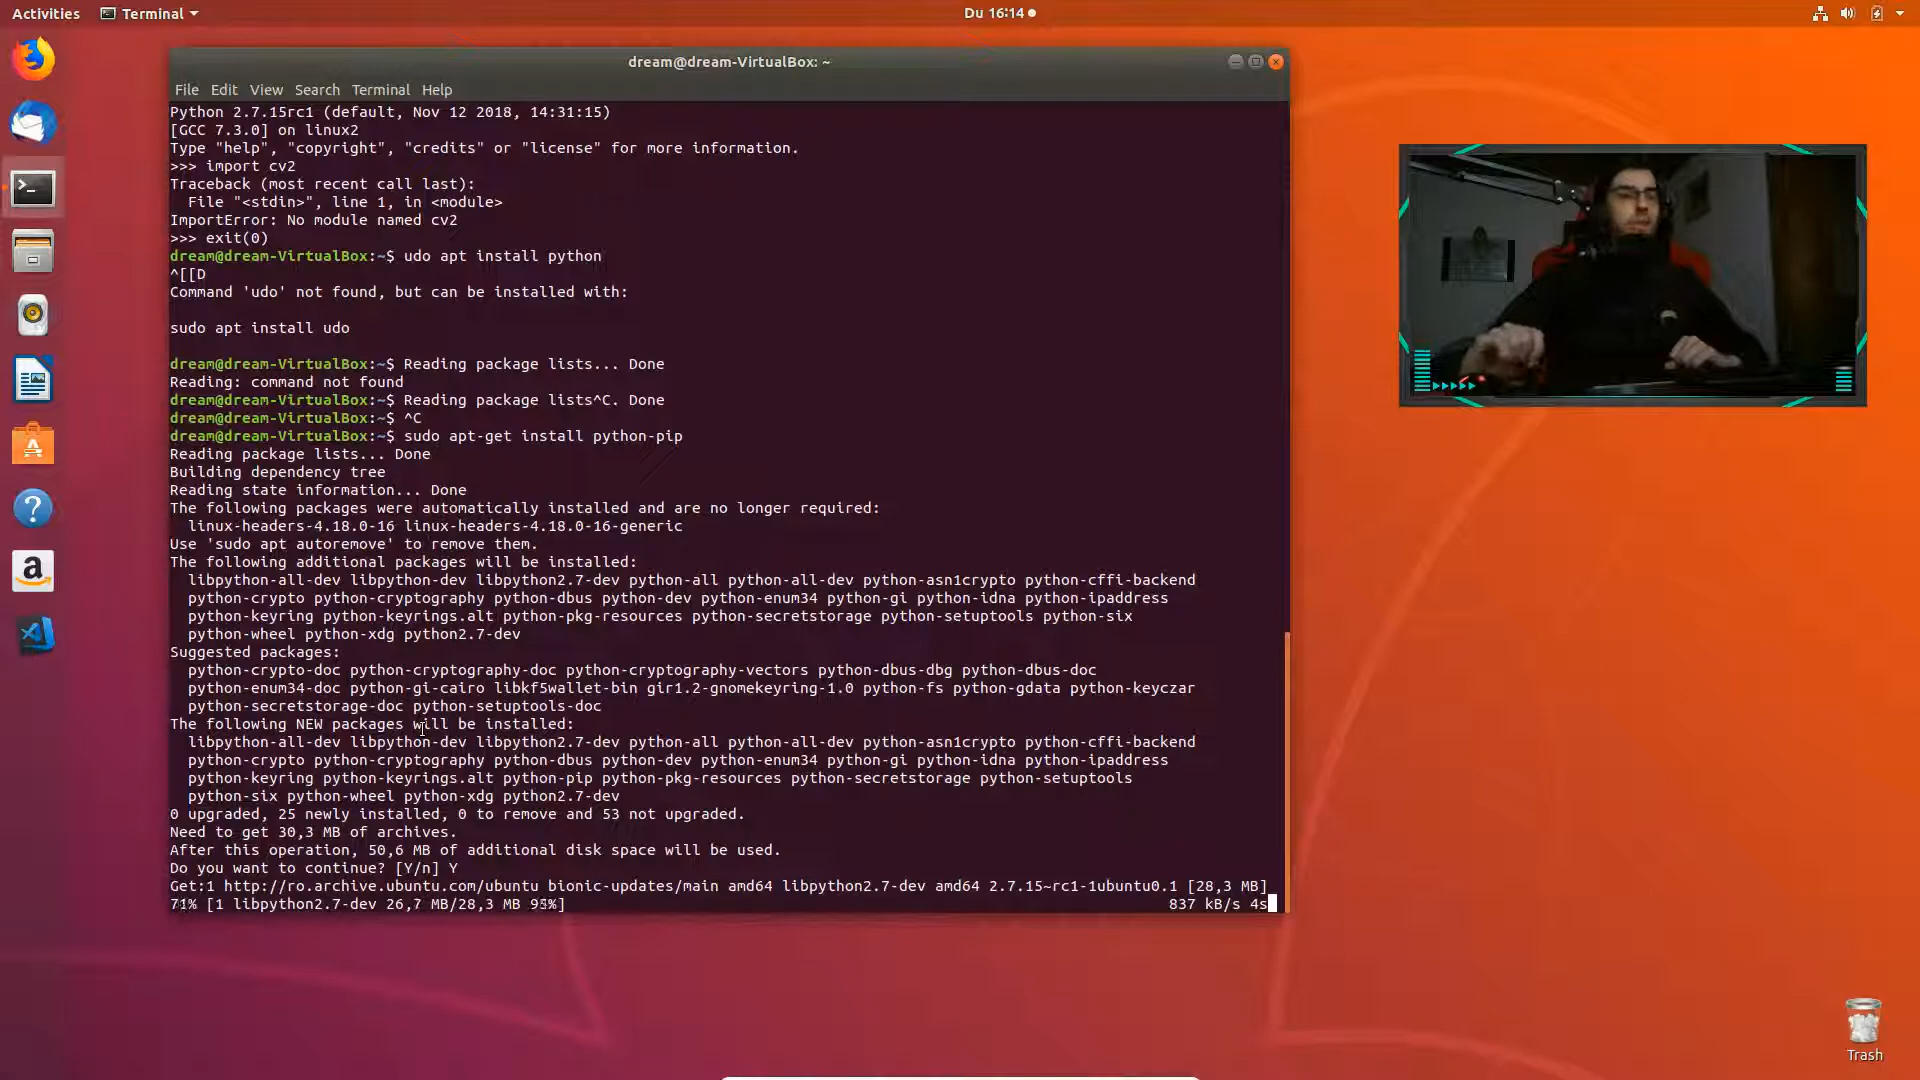 Activities
Terminal
Du 16:14
dream@dream-VirtualBox: ~
File Edit View Search Terminal Help
Python 2.7.15rc1 (default, Nov 12 2018, 14:31:15)
[GCC 7.3.0] on linux2
Type "help", "copyright", "credits" or "license" for more information.
>>> import cv2
Traceback (most recent call last):
  File "<stdin>", line 1, in <module>
ImportError: No module named cv2
>>> exit(0)
dream@dream-VirtualBox:~$ udo apt install python
^[[D
Command 'udo' not found, but can be installed with:
sudo apt install udo
dream@dream-VirtualBox:~$ Reading package lists... Done
Reading: command not found
dream@dream-VirtualBox:~$ Reading package lists^C. Done
dream@dream-VirtualBox:~$ ^C
dream@dream-VirtualBox:~$ sudo apt-get install python-pip
Reading package lists... Done
Building dependency tree
Reading state information... Done
The following packages were automatically installed and are no longer required:
  linux-headers-4.18.0-16 linux-headers-4.18.0-16-generic
Use 'sudo apt autoremove' to remove them.
The following additional packages will be installed:
  libpython-all-dev libpython-dev libpython2.7-dev python-all python-all-dev python-asn1crypto python-cffi-backend
  python-crypto python-cryptography python-dbus python-dev python-enum34 python-gi python-idna python-ipaddress
  python-keyring python-keyrings.alt python-pkg-resources python-secretstorage python-setuptools python-six
  python-wheel python-xdg python2.7-dev
Suggested packages:
  python-crypto-doc python-cryptography-doc python-cryptography-vectors python-dbus-dbg python-dbus-doc
  python-enum34-doc python-gi-cairo libkf5wallet-bin gir1.2-gnomekeyring-1.0 python-fs python-gdata python-keyczar
  python-secretstorage-doc python-setuptools-doc
The following NEW packages will be installed:
  libpython-all-dev libpython-dev libpython2.7-dev python-all python-all-dev python-asn1crypto python-cffi-backend
  python-crypto python-cryptography python-dbus python-dev python-enum34 python-gi python-idna python-ipaddress
  python-keyring python-keyrings.alt python-pip python-pkg-resources python-secretstorage python-setuptools
  python-six python-wheel python-xdg python2.7-dev
0 upgraded, 25 newly installed, 0 to remove and 53 not upgraded.
Need to get 30,3 MB of archives.
After this operation, 50,6 MB of additional disk space will be used.
Do you want to continue? [Y/n] Y
Get:1 http://ro.archive.ubuntu.com/ubuntu bionic-updates/main amd64 libpython2.7-dev amd64 2.7.15~rc1-1ubuntu0.1 [28,3 MB]
[1 libpython2.7-dev 26,7 MB/28,3 MB 837 kB/s 4s
Trash